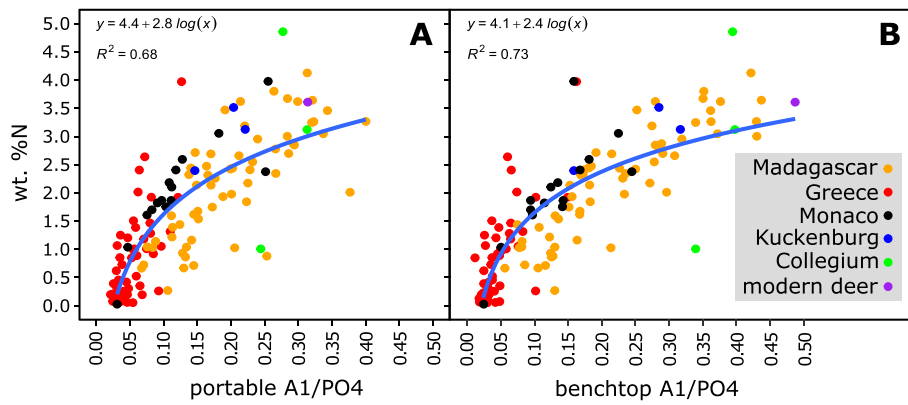 y = 4.4 + 2.8 log(x)
R² = 0.68
A
y = 4.1 + 2.4 log(x)
R² = 0.73
B
5.0
4.5
4.0
3.5
3.0
2.5
2.0
1.5
1.0
0.5
0.0
wt. %N
Madagascar
Greece
Monaco
Kuckenburg
Collegium
modern deer
0.00
0.05
0.10
0.15
0.20
0.25
0.30
0.35
0.40
0.45
0.50
0.00
0.05
0.10
0.15
0.20
0.25
0.30
0.35
0.40
0.45
0.50
portable A1/PO4
benchtop A1/PO4